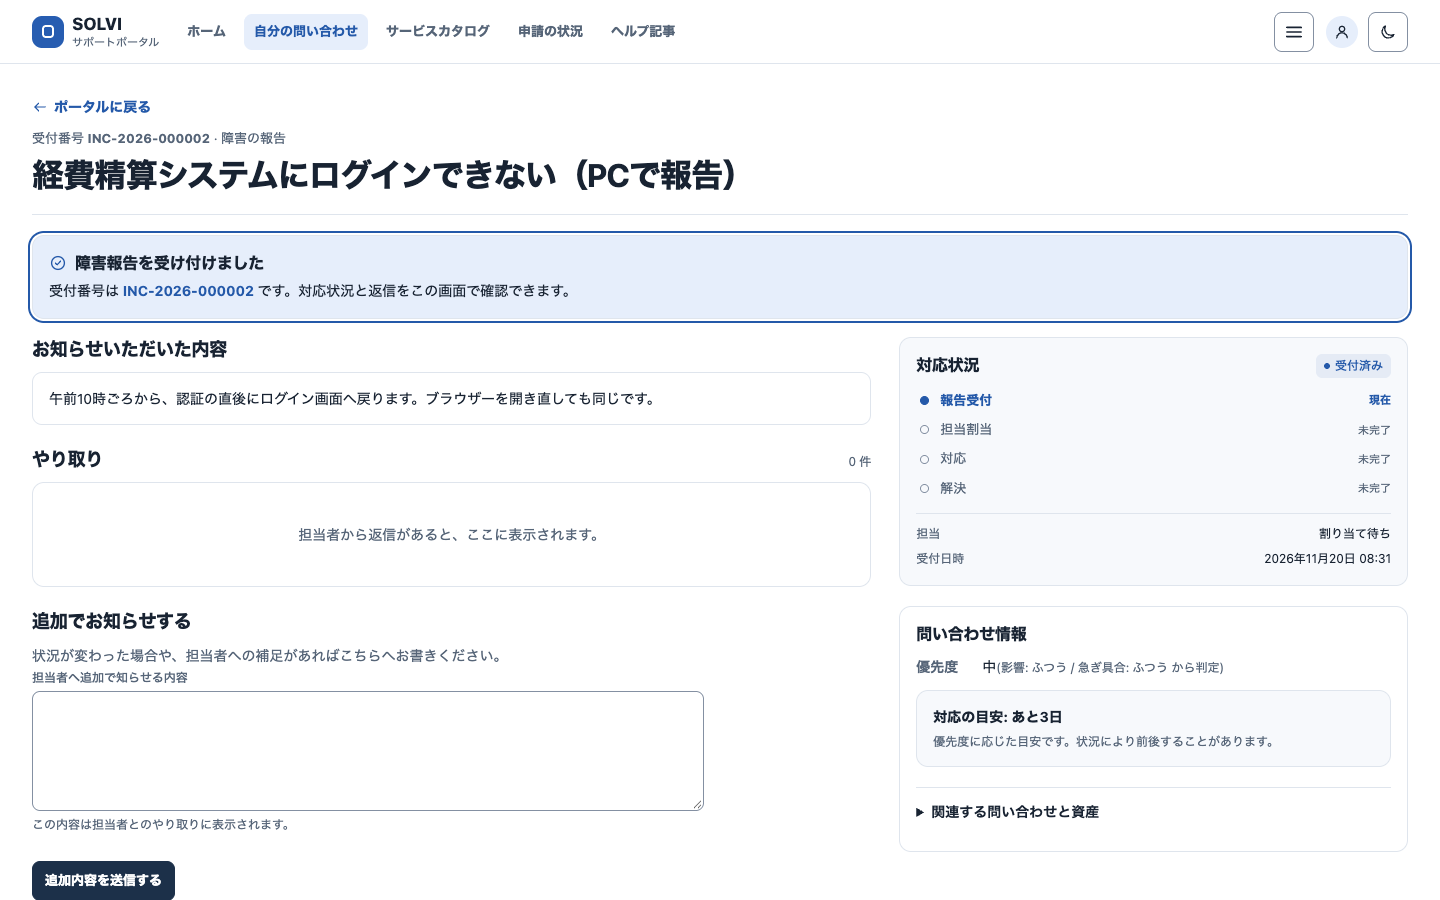 SOLVI
サポートポータル
ホーム
自分の問い合わせ
サービスカタログ
申請の状況
ヘルプ記事
← ポータルに戻る
受付番号 INC-2026-000002 · 障害の報告
経費精算システムにログインできない（PCで報告）
障害報告を受け付けました
受付番号は INC-2026-000002 です。対応状況と返信をこの画面で確認できます。
お知らせいただいた内容
午前10時ごろから、認証の直後にログイン画面へ戻ります。ブラウザーを開き直しても同じです。
やり取り
0 件
担当者から返信があると、ここに表示されます。
追加でお知らせする
状況が変わった場合や、担当者への補足があればこちらへお書きください。
担当者へ追加で知らせる内容
この内容は担当者とのやり取りに表示されます。
追加内容を送信する
対応状況
受付済み
報告受付 現在
担当割当 未完了
対応 未完了
解決 未完了
担当 割り当て待ち
受付日時 2026年11月20日 08:31
問い合わせ情報
優先度 中(影響: ふつう / 急ぎ具合: ふつう から判定)
対応の目安: あと3日
優先度に応じた目安です。状況により前後することがあります。
関連する問い合わせと資産